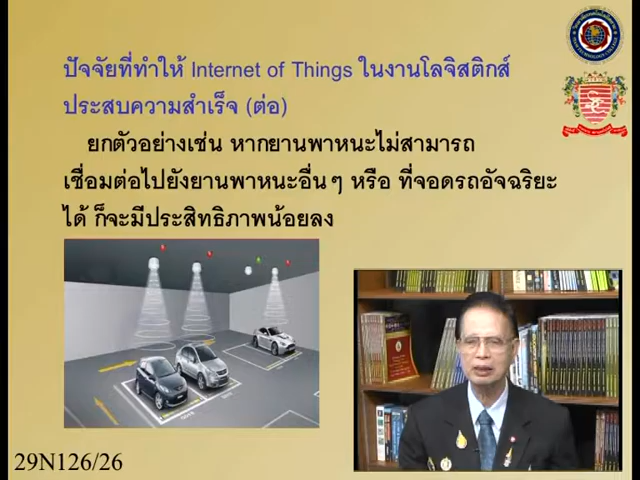 ปัจจัยที่ทำให้ Internet of Things ในงานโลจิสติกส์
ประสบความสำเร็จ (ต่อ)
ยกตัวอย่างเช่น หากยานพาหนะไม่สามารถ
เชื่อมต่อไปยังยานพาหนะอื่นๆ หรือ ที่จอดรถอัจฉริยะ
ได้ ก็จะมีประสิทธิภาพน้อยลง
29N126/26